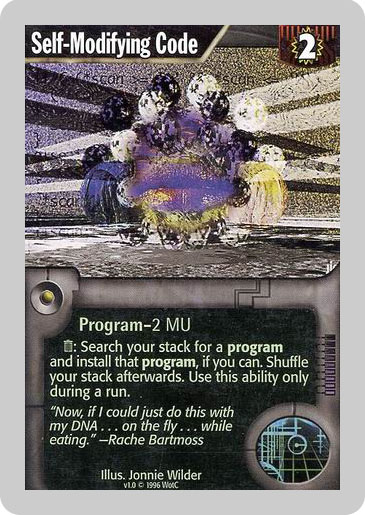 Self-Modifying Code
2
Program–2 MU
: Search your stack for a program
and install that program, if you can. Shuffle
your stack afterwards. Use this ability only
during a run.
"Now, if I could just do this with
my DNA . . . on the fly . . . while
eating." —Rache Bartmoss
Illus. Jonnie Wilder
v1.0 © 1996 WotC